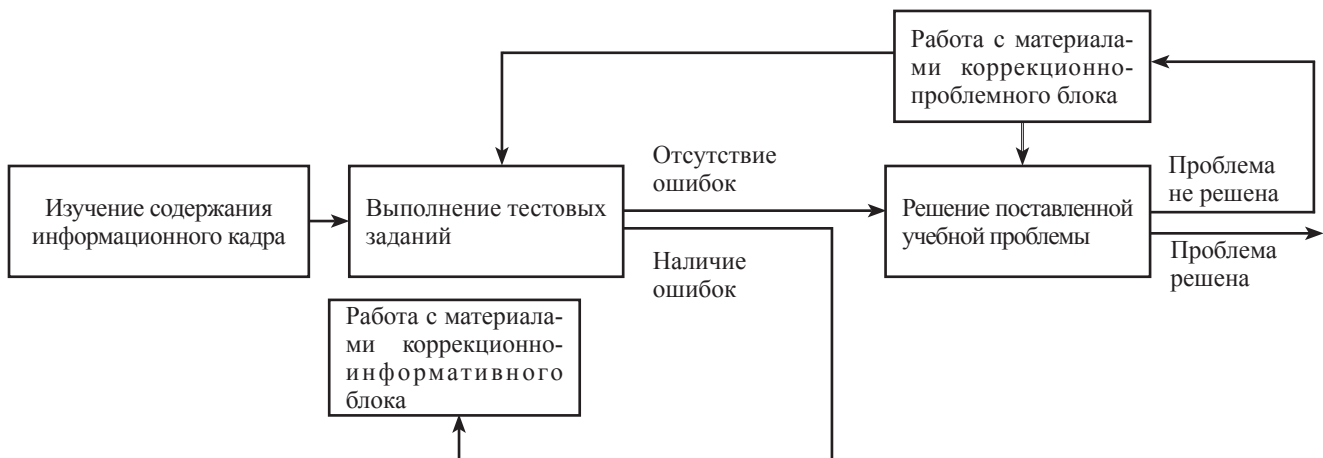 Работа с материала-
ми коррекционно-
проблемного блока
Изучение содержания
информационного кадра
Выполнение тестовых
заданий
Отсутствие
ошибок
Наличие
ошибок
Решение поставленной
учебной проблемы
Проблема
не решена
Проблема
решена
Работа с материала-
ми коррекционно-
информативного
блока